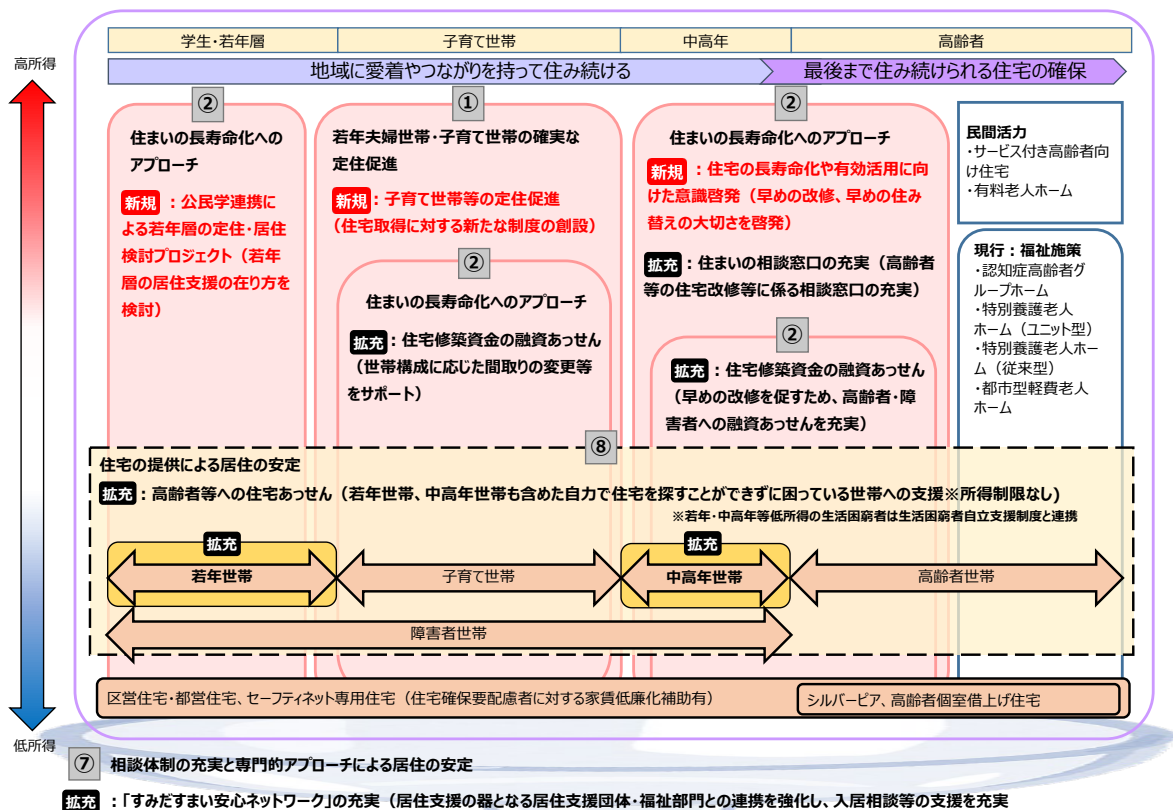 学生・若年層
子育て世帯
中高年
高齢者
高所得
地域に愛着やつながりを持って住み続ける
最後まで住み続けられる住宅の確保
②
住まいの長寿命化への
アプローチ
新規：公民学連携に
よる若年層の定住・居住
検討プロジェクト（若年
層の居住支援の在り方を
検討）
①
若年夫婦世帯・子育て世帯の確実な
定住促進
新規：子育て世帯等の定住促進
（住宅取得に対する新たな制度の創設）
②
住まいの長寿命化へのアプローチ
拡充：住宅修築資金の融資あっせん
（世帯構成に応じた間取りの変更等
をサポート）
②
住まいの長寿命化へのアプローチ
新規：住宅の長寿命化や有効活用に向
けた意識啓発（早めの改修、早めの住み
替えの大切さを啓発）
拡充：住まいの相談窓口の充実（高齢者
等の住宅改修等に係る相談窓口の充実）
②
拡充：住宅修築資金の融資あっせん
（早めの改修を促すため、高齢者・障
害者への融資あっせんを充実）
民間活力
・サービス付き高齢者向
け住宅
・有料老人ホーム
現行：福祉施策
・認知症高齢者グ
ループホーム
・特別養護老人
ホーム（ユニット型）
・特別養護老人ホー
ム（従来型）
・都市型軽費老人
ホーム
⑧
住宅の提供による居住の安定
拡充：高齢者等への住宅あっせん（若年世帯、中高年世帯も含めた自力で住宅を探すことができずに困っている世帯への支援※所得制限なし）
※若年・中高年等低所得の生活困窮者は生活困窮者自立支援制度と連携
拡充
拡充
若年世帯
子育て世帯
中高年世帯
高齢者世帯
障害者世帯
区営住宅・都営住宅、セーフティネット専用住宅（住宅確保要配慮者に対する家賃低廉化補助有）
シルバーピア、高齢者個室借上げ住宅
低所得
⑦ 相談体制の充実と専門的アプローチによる居住の安定
拡充：「すみだすまい安心ネットワーク」の充実（居住支援の器となる居住支援団体・福祉部門との連携を強化し、入居相談等の支援を充実